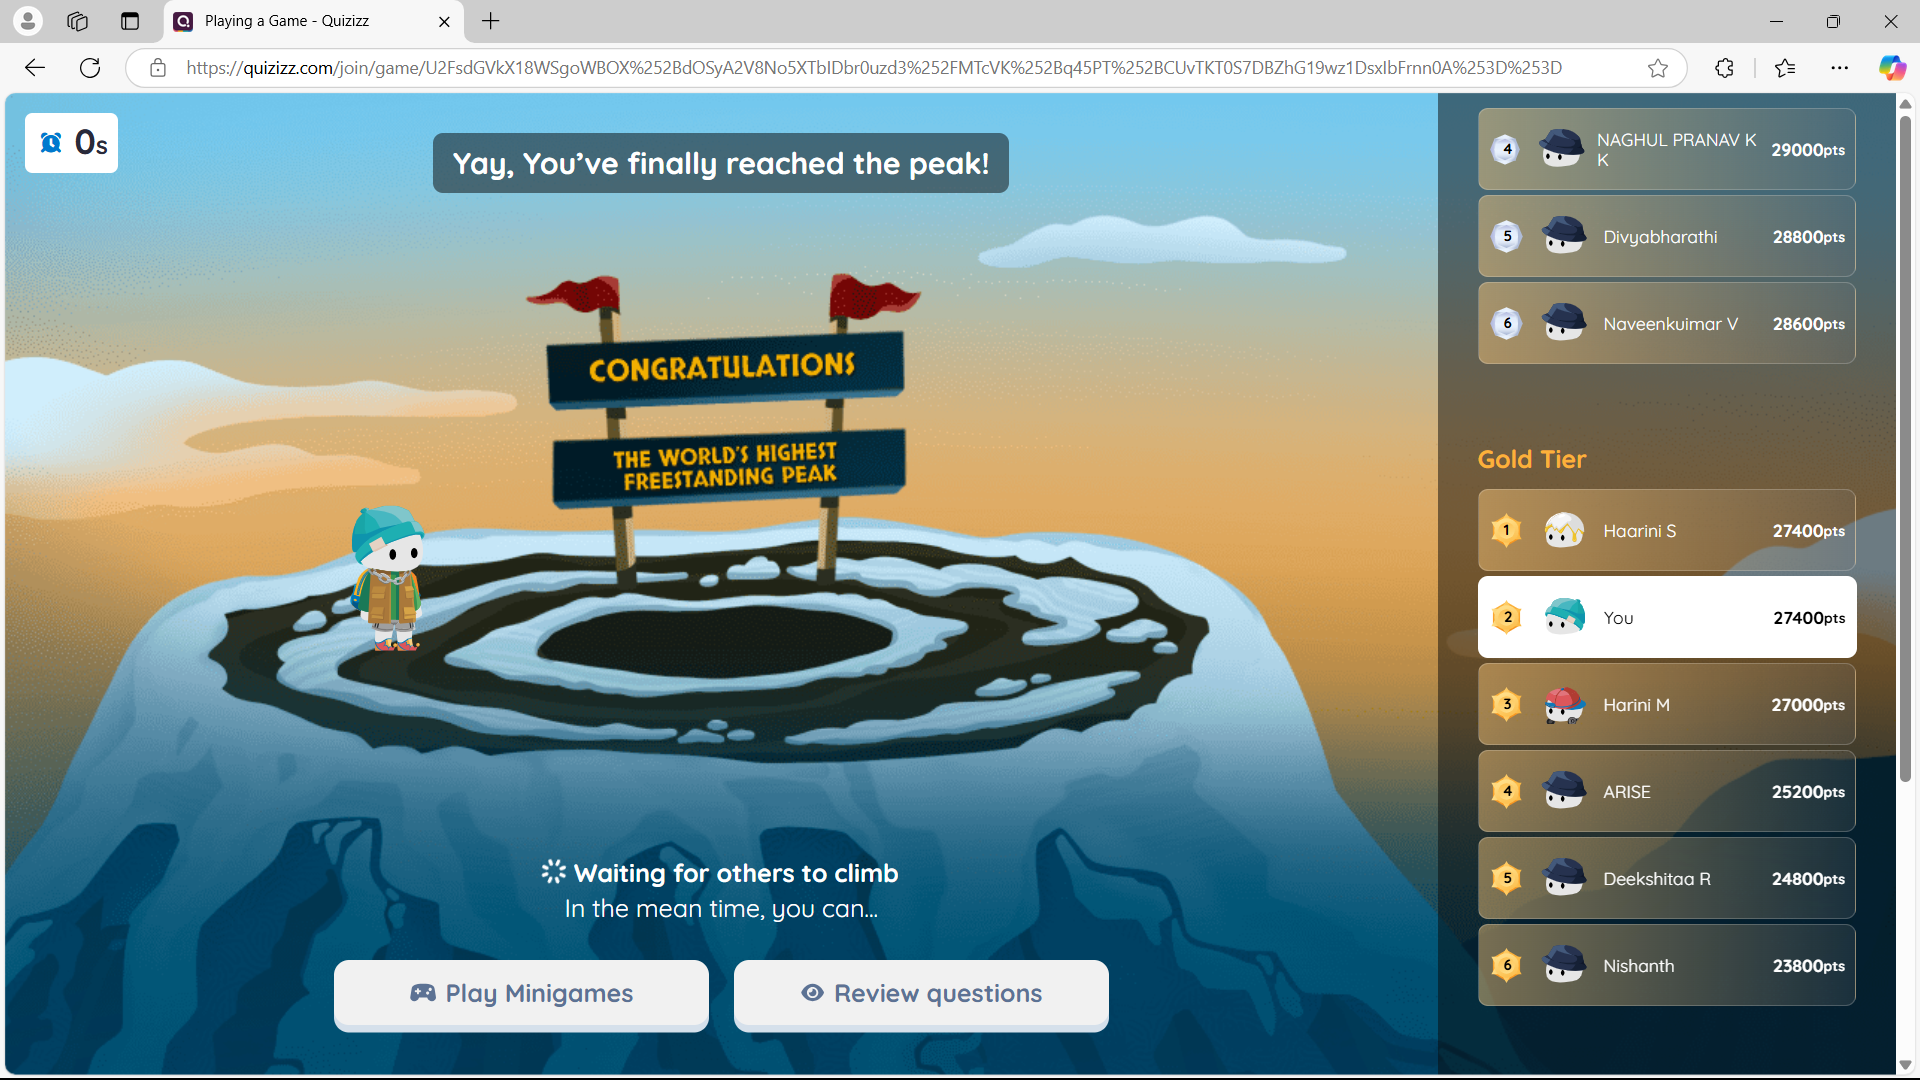 Playing a Game - Quizizz
https://quizizz.com/join/game/U2FsdGVkX18WSgoWBOX%252BdOSyA2V8No5XTbIDbr0uzd3%252FMTcVK%252Bq45PT%252BCUvTKT0S7DBZhG19wz1DsxIbFrnn0A%253D%253D
0s
Yay, You’ve finally reached the peak!
CONGRATULATIONS
THE WORLD'S HIGHEST
FREESTANDING PEAK
Waiting for others to climb
In the mean time, you can...
Play Minigames
Review questions
4 NAGHUL PRANAV K
K 29000pts
5 Divyabharathi 28800pts
6 Naveenkuimar V 28600pts
Gold Tier
1 Haarini S 27400pts
2 You 27400pts
3 Harini M 27000pts
4 ARISE 25200pts
5 Deekshitaa R 24800pts
6 Nishanth 23800pts